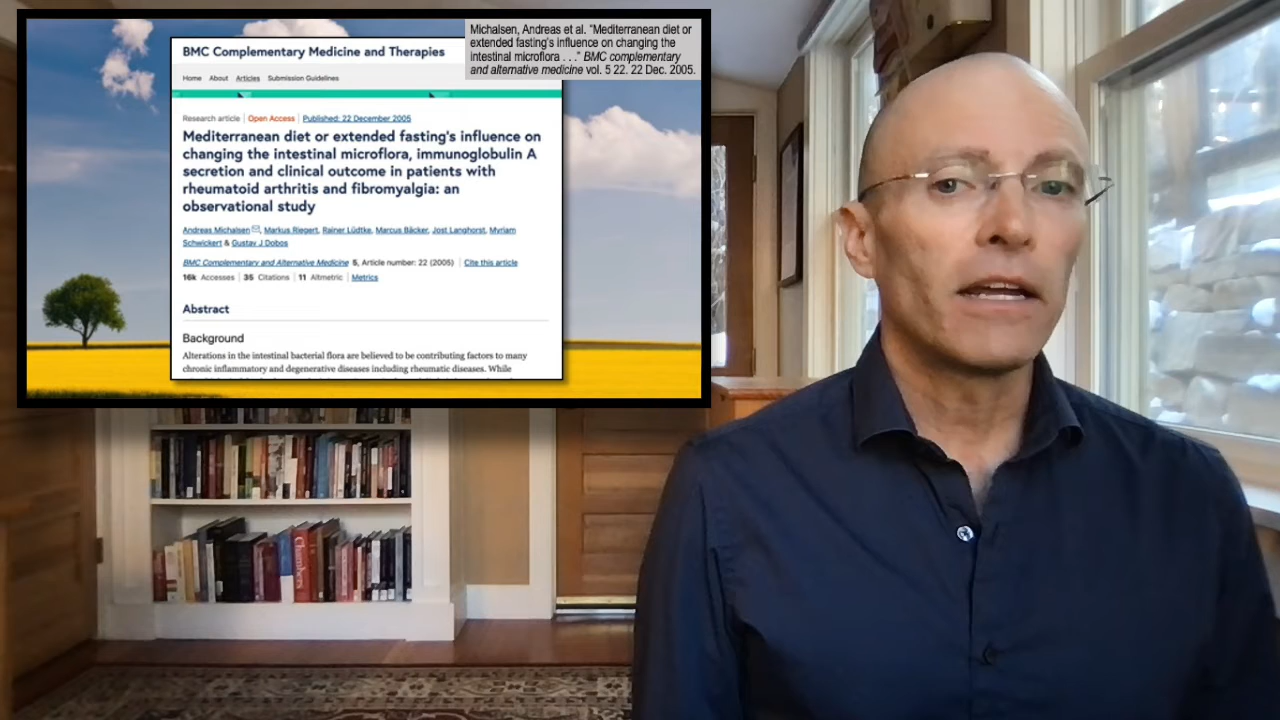 Michalsen, Andreas et al. "Mediterranean diet or
extended fasting's influence on changing the
intestinal microflora . . ." BMC complementary
and alternative medicine vol. 5 22. 22 Dec. 2005.
BMC Complementary Medicine and Therapies
Home About Articles Submission Guidelines
Research article | Open Access | Published: 22 December 2005
Mediterranean diet or extended fasting's influence on
changing the intestinal microflora, immunoglobulin A
secretion and clinical outcome in patients with
rheumatoid arthritis and fibromyalgia: an
observational study
Andreas Michalsen, Markus Riegert, Rainer Lüdtke, Marcus Bäcker, Jost Langhorst, Myriam
Schwickert & Gustav J Dobos
BMC Complementary and Alternative Medicine 5, Article number: 22 (2005) | Cite this article
16k Accesses | 35 Citations | 11 Altmetric | Metrics
Abstract
Background
Alterations in the intestinal bacterial flora are believed to be contributing factors to many
chronic inflammatory and degenerative diseases including rheumatic diseases. While
Chambers